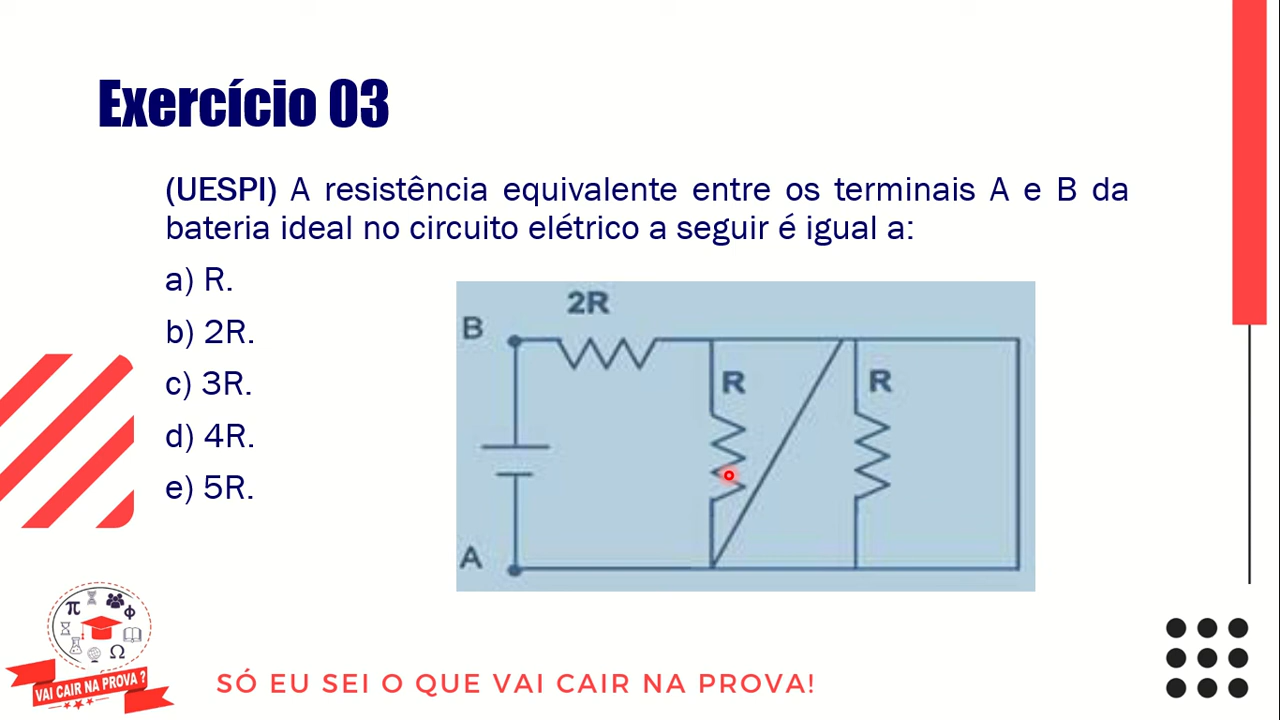 Exercício 03
(UESPI) A resistência equivalente entre os terminais A e B da
bateria ideal no circuito elétrico a seguir é igual a:
a) R.
b) 2R.
c) 3R.
d) 4R.
e) 5R.
2R
B
R
R
A
π
Φ
Ω
VAI CAIR NA PROVA ?
SÓ EU SEI O QUE VAI CAIR NA PROVA!